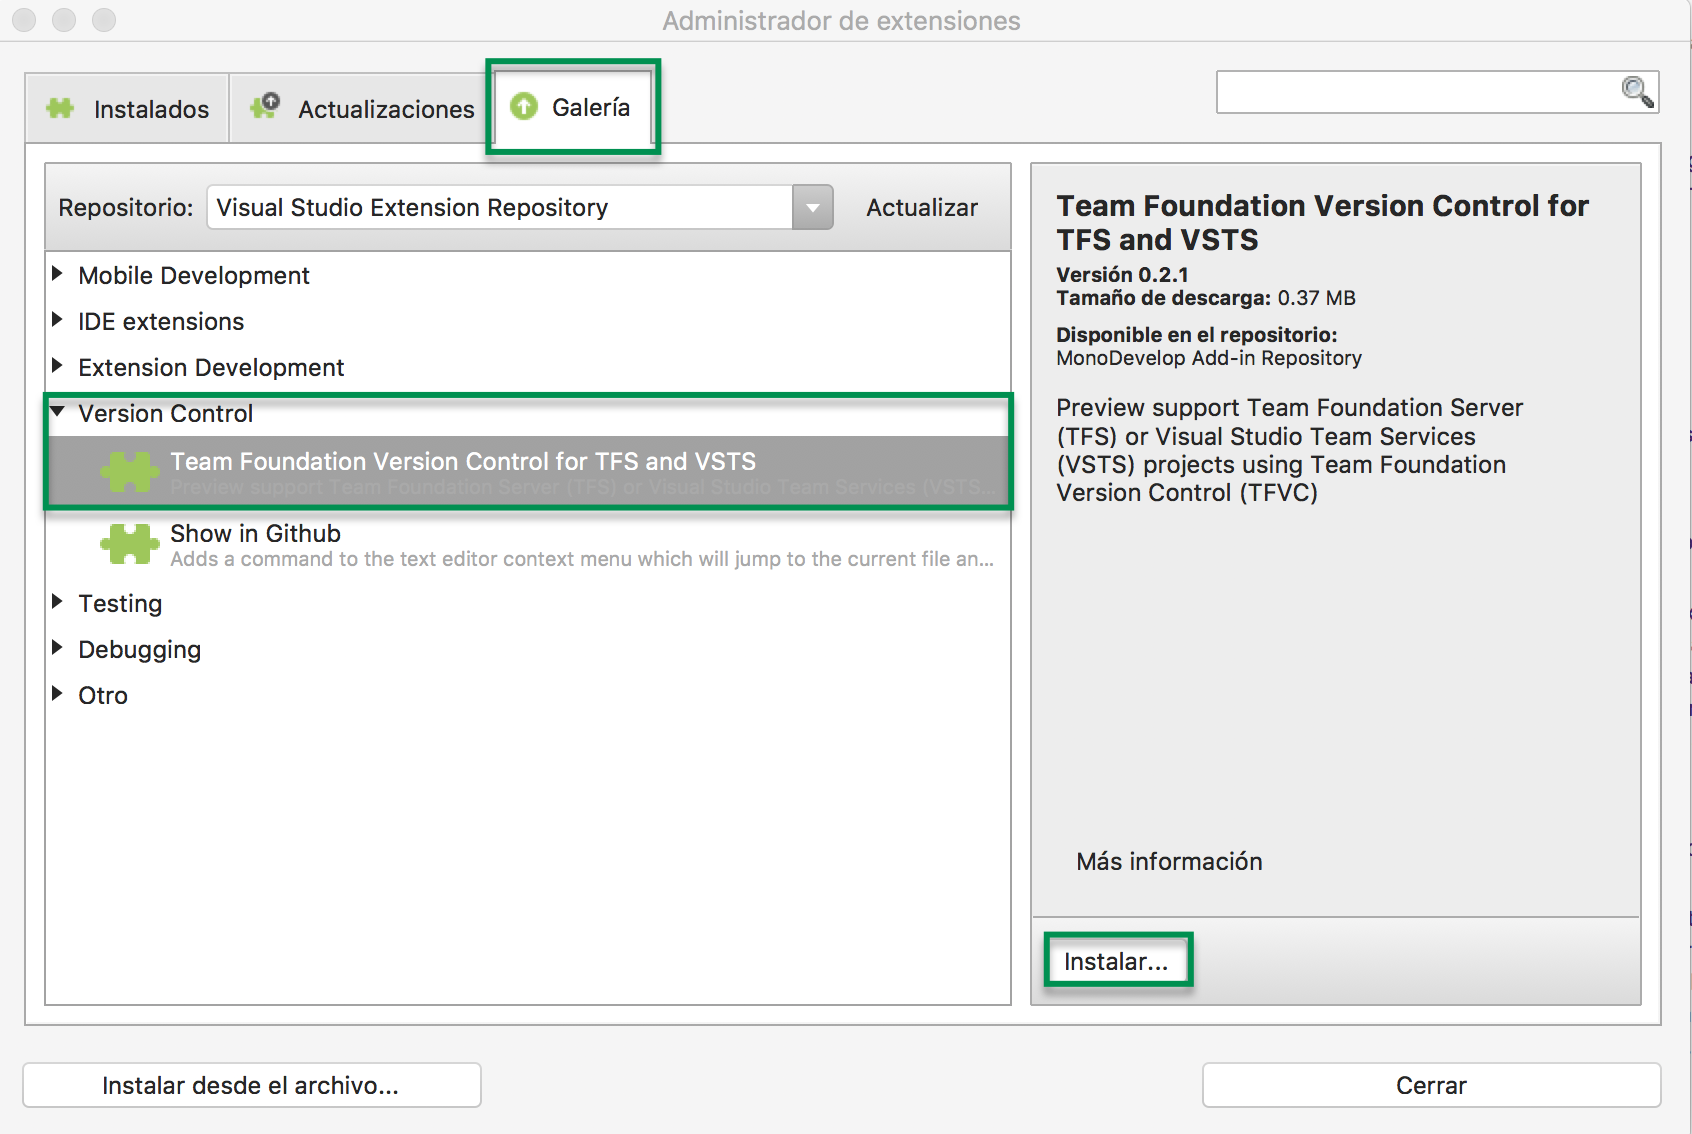 Administrador de extensiones
Instalados
Actualizaciones
Galería
Repositorio:
Visual Studio Extension Repository
Actualizar
Mobile Development
IDE extensions
Extension Development
Version Control
Team Foundation Version Control for TFS and VSTS
Preview support Team Foundation Server (TFS) or Visual Studio Team Services (VSTS...
Show in Github
Adds a command to the text editor context menu which will jump to the current file an...
Testing
Debugging
Otro
Team Foundation Version Control for
TFS and VSTS
Versión 0.2.1
Tamaño de descarga: 0.37 MB
Disponible en el repositorio:
MonoDevelop Add-in Repository
Preview support Team Foundation Server
(TFS) or Visual Studio Team Services
(VSTS) projects using Team Foundation
Version Control (TFVC)
Más información
Instalar...
Instalar desde el archivo...
Cerrar